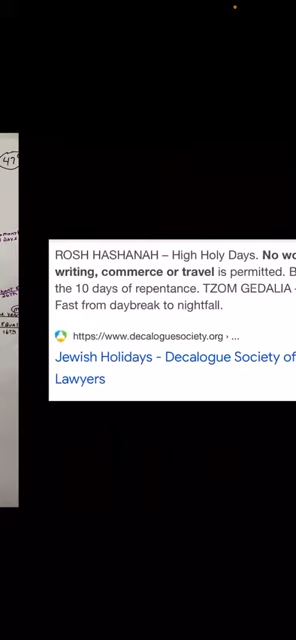 47
ROSH HASHANAH – High Holy Days. No wo
writing, commerce or travel is permitted. B
the 10 days of repentance. TZOM GEDALIA -
Fast from daybreak to nightfall.
https://www.decaloguesociety.org › ...
Jewish Holidays - Decalogue Society of
Lawyers